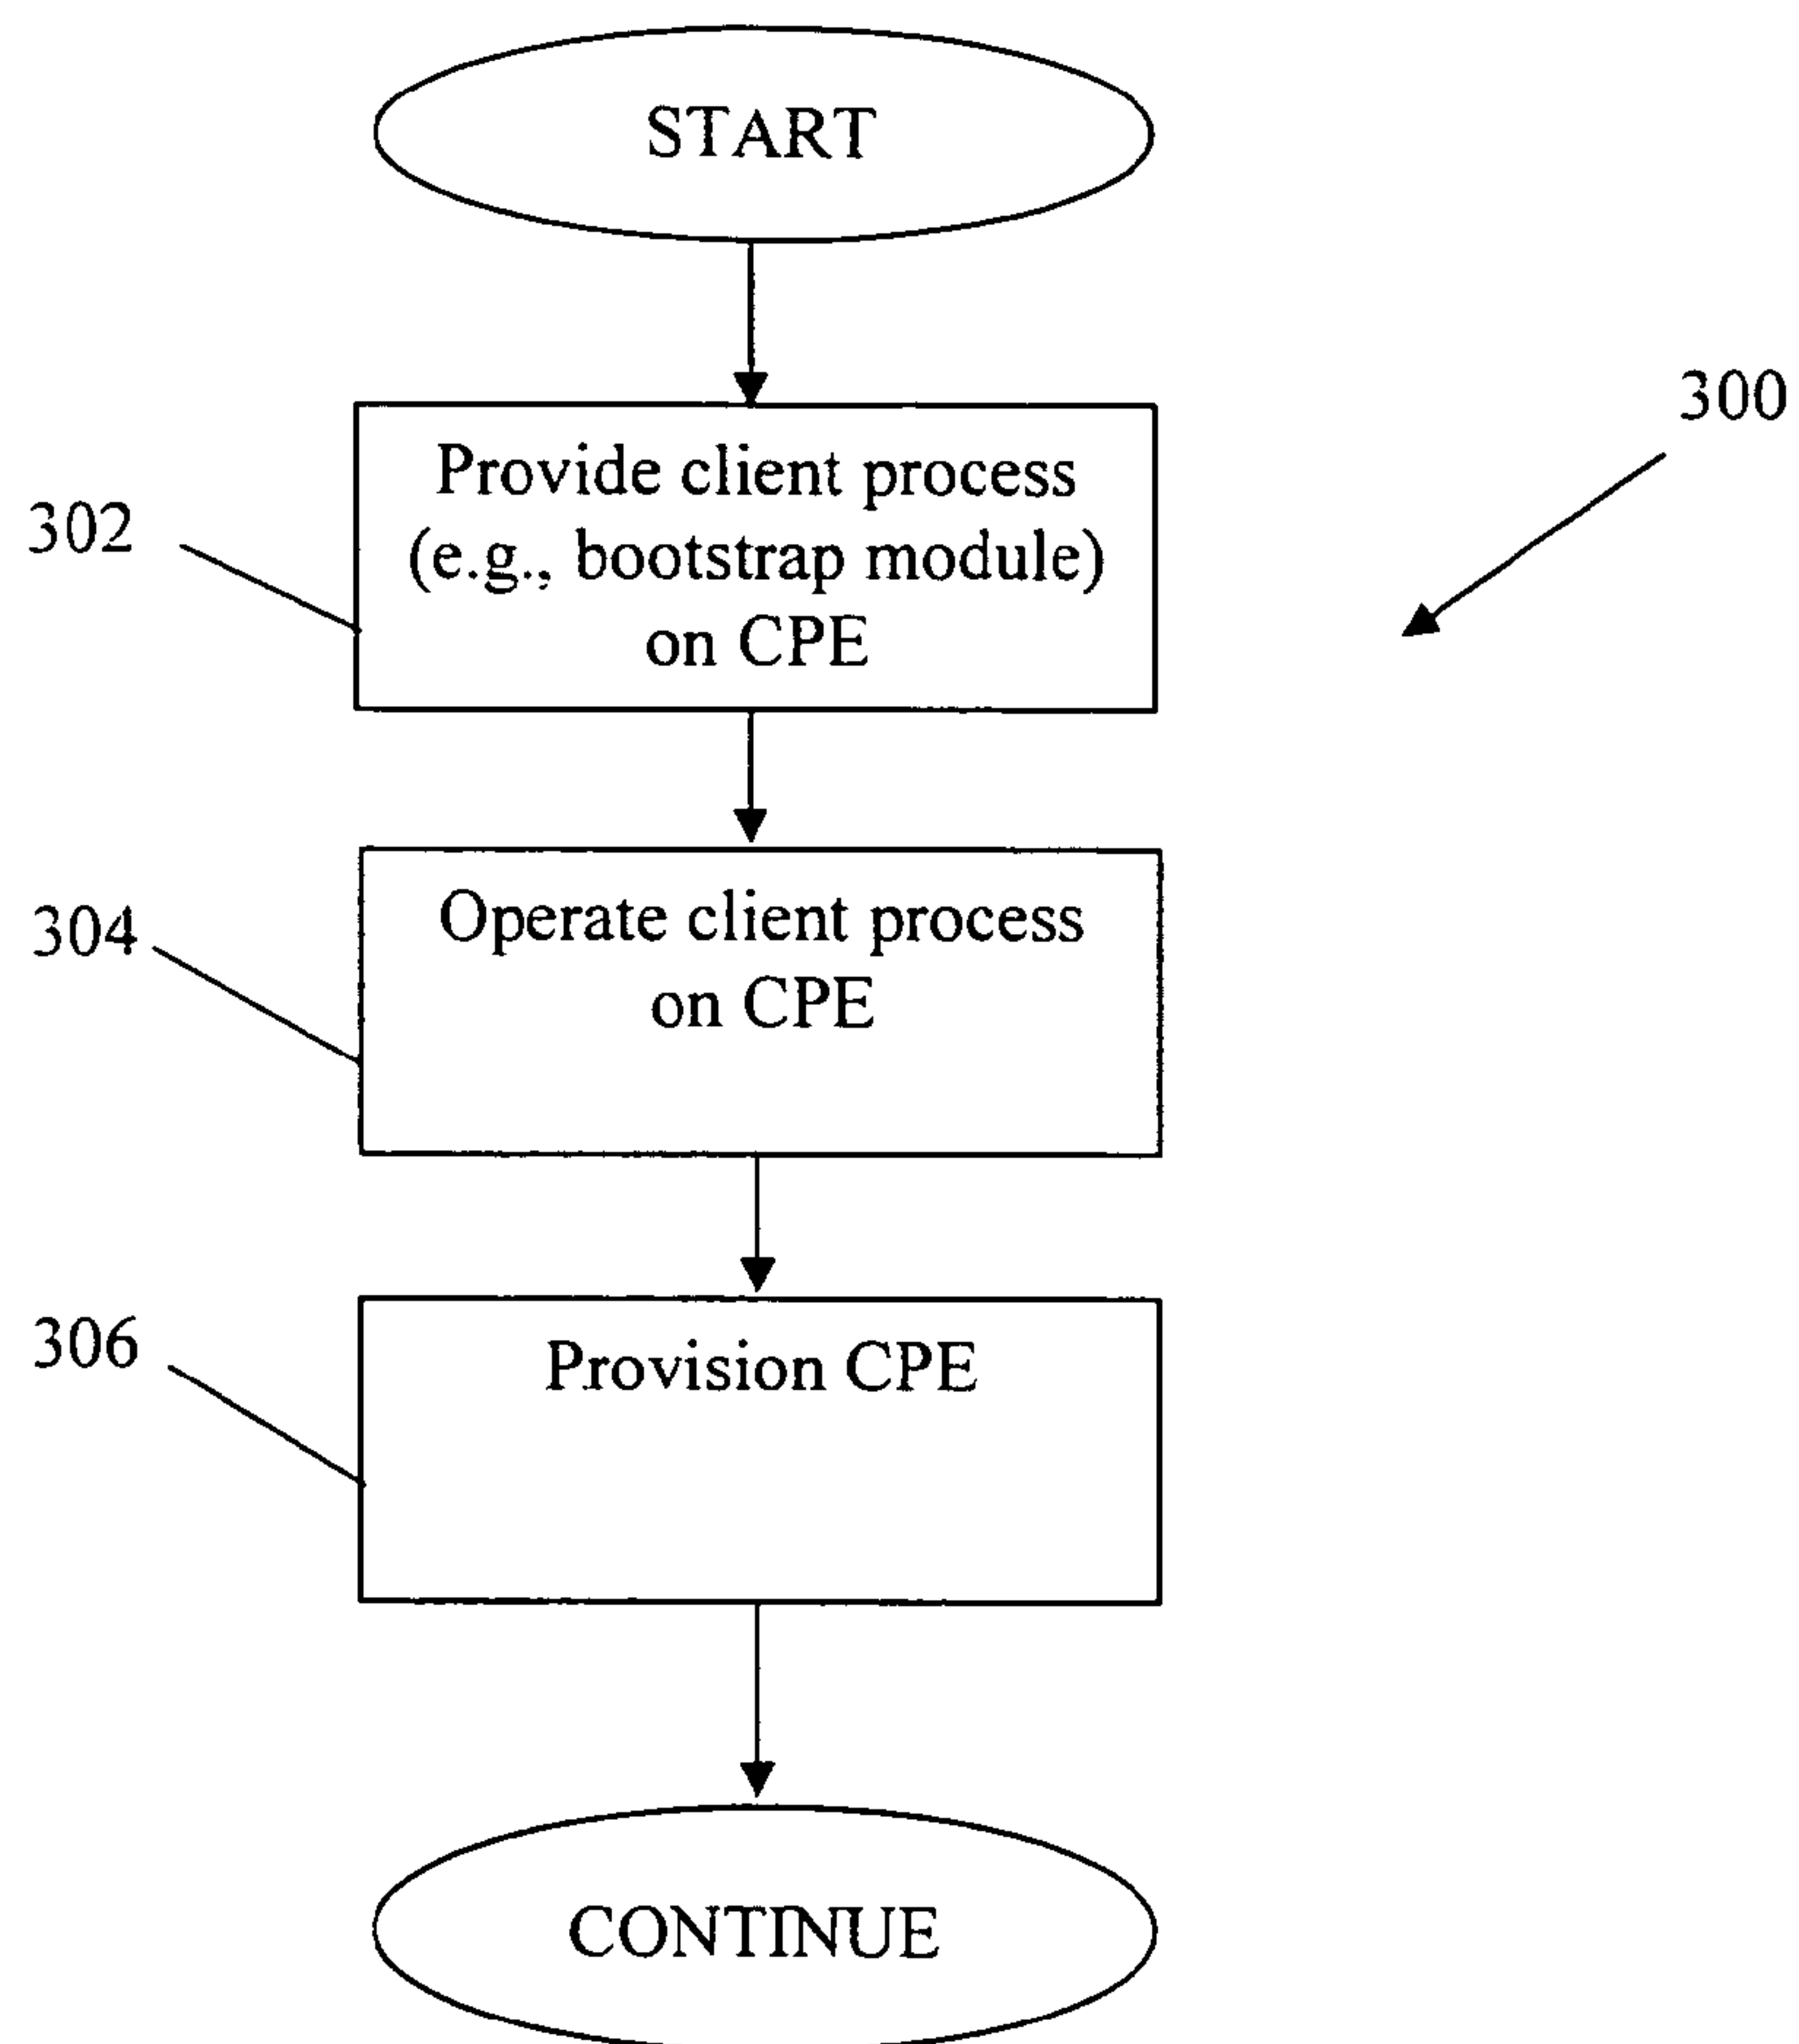 START
300
Provide client process
(e.g., bootstrap module)
on CPE
302
Operate client process
on CPE
304
Provision CPE
306
CONTINUE